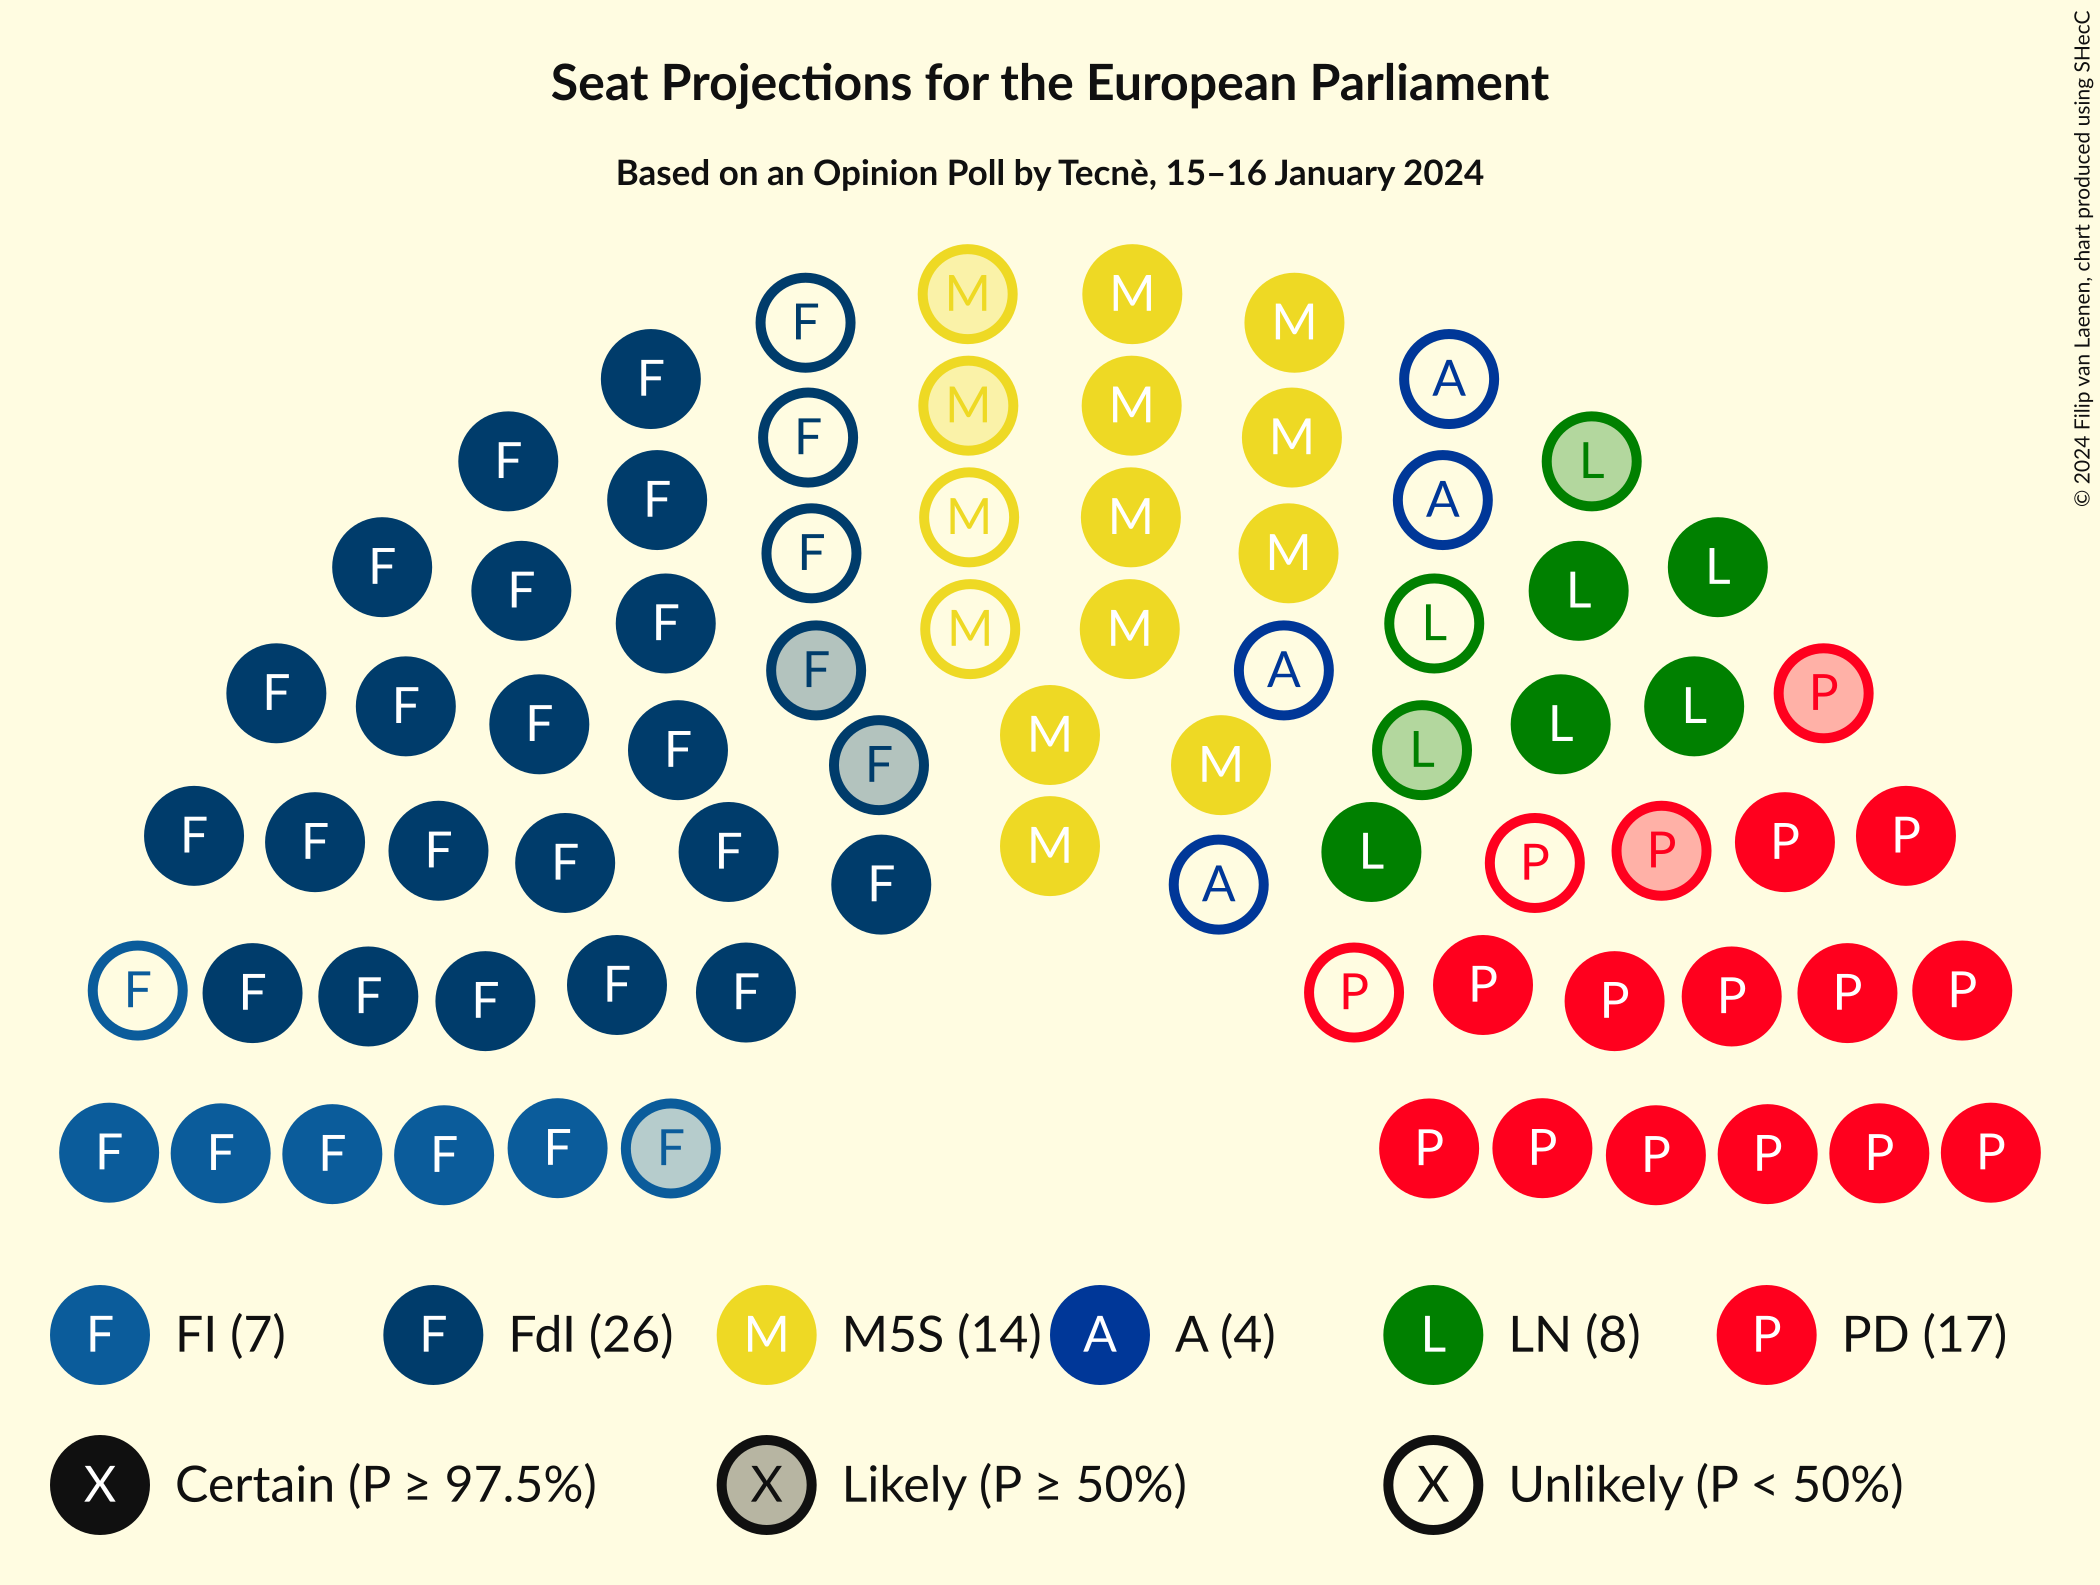 Seat Projections for the European Parliament
Based on an Opinion Poll by Tecnè, 15–16 January 2024
© 2024 Filip van Laenen, chart produced using SHecC
M M
F M
F A
F M M
F M A
F L
F M M
F M
F F L L
F F L
F M M A
F F F L L P
F M
F L
F M
F F F F F M L P P P P
F A
F F F F F F P P P P P P
F F F F F F P P P P P P
F FI (7) F FdI (26) M M5S (14) A A (4) L LN (8) P PD (17)
X Certain (P ≥ 97.5%) X Likely (P ≥ 50%) X Unlikely (P < 50%)